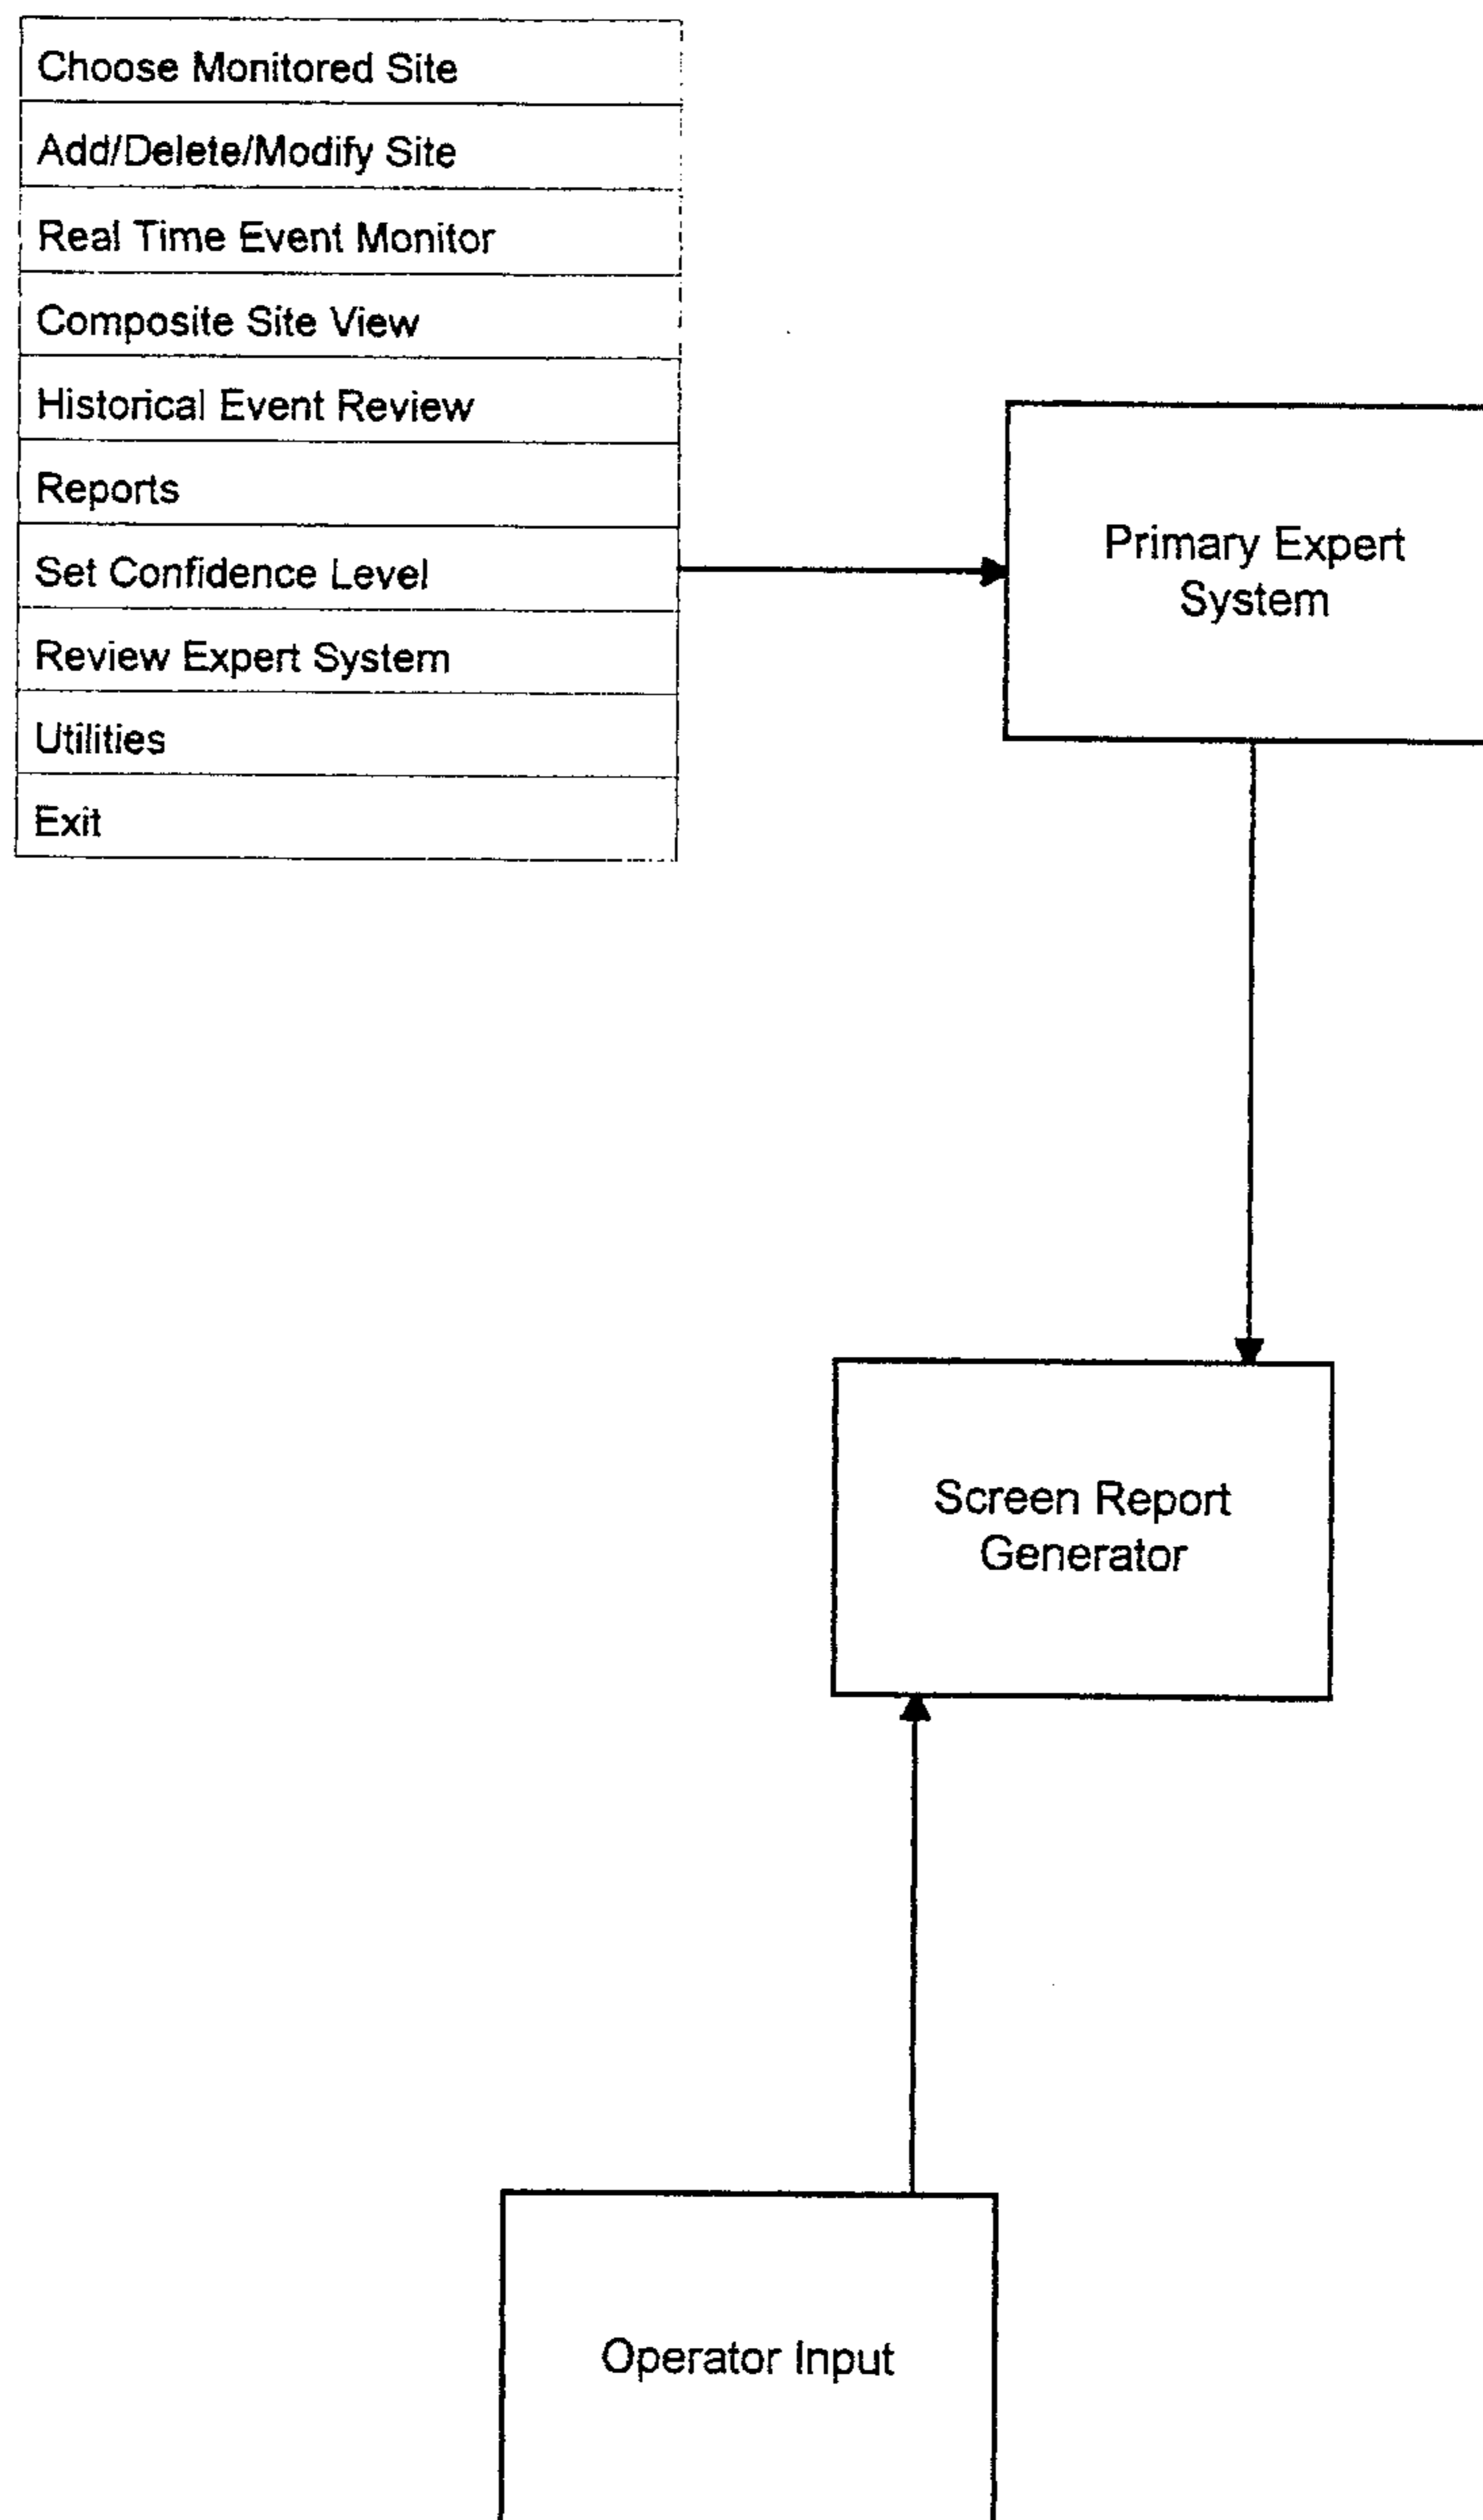 Choose Monitored Site
Add/Delete/Modify Site
Real Time Event Monitor
Composite Site View
Historical Event Review
Reports
Set Confidence Level
Review Expert System
Utilities
Exit
Primary Expert
System
Screen Report
Generator
Operator Input